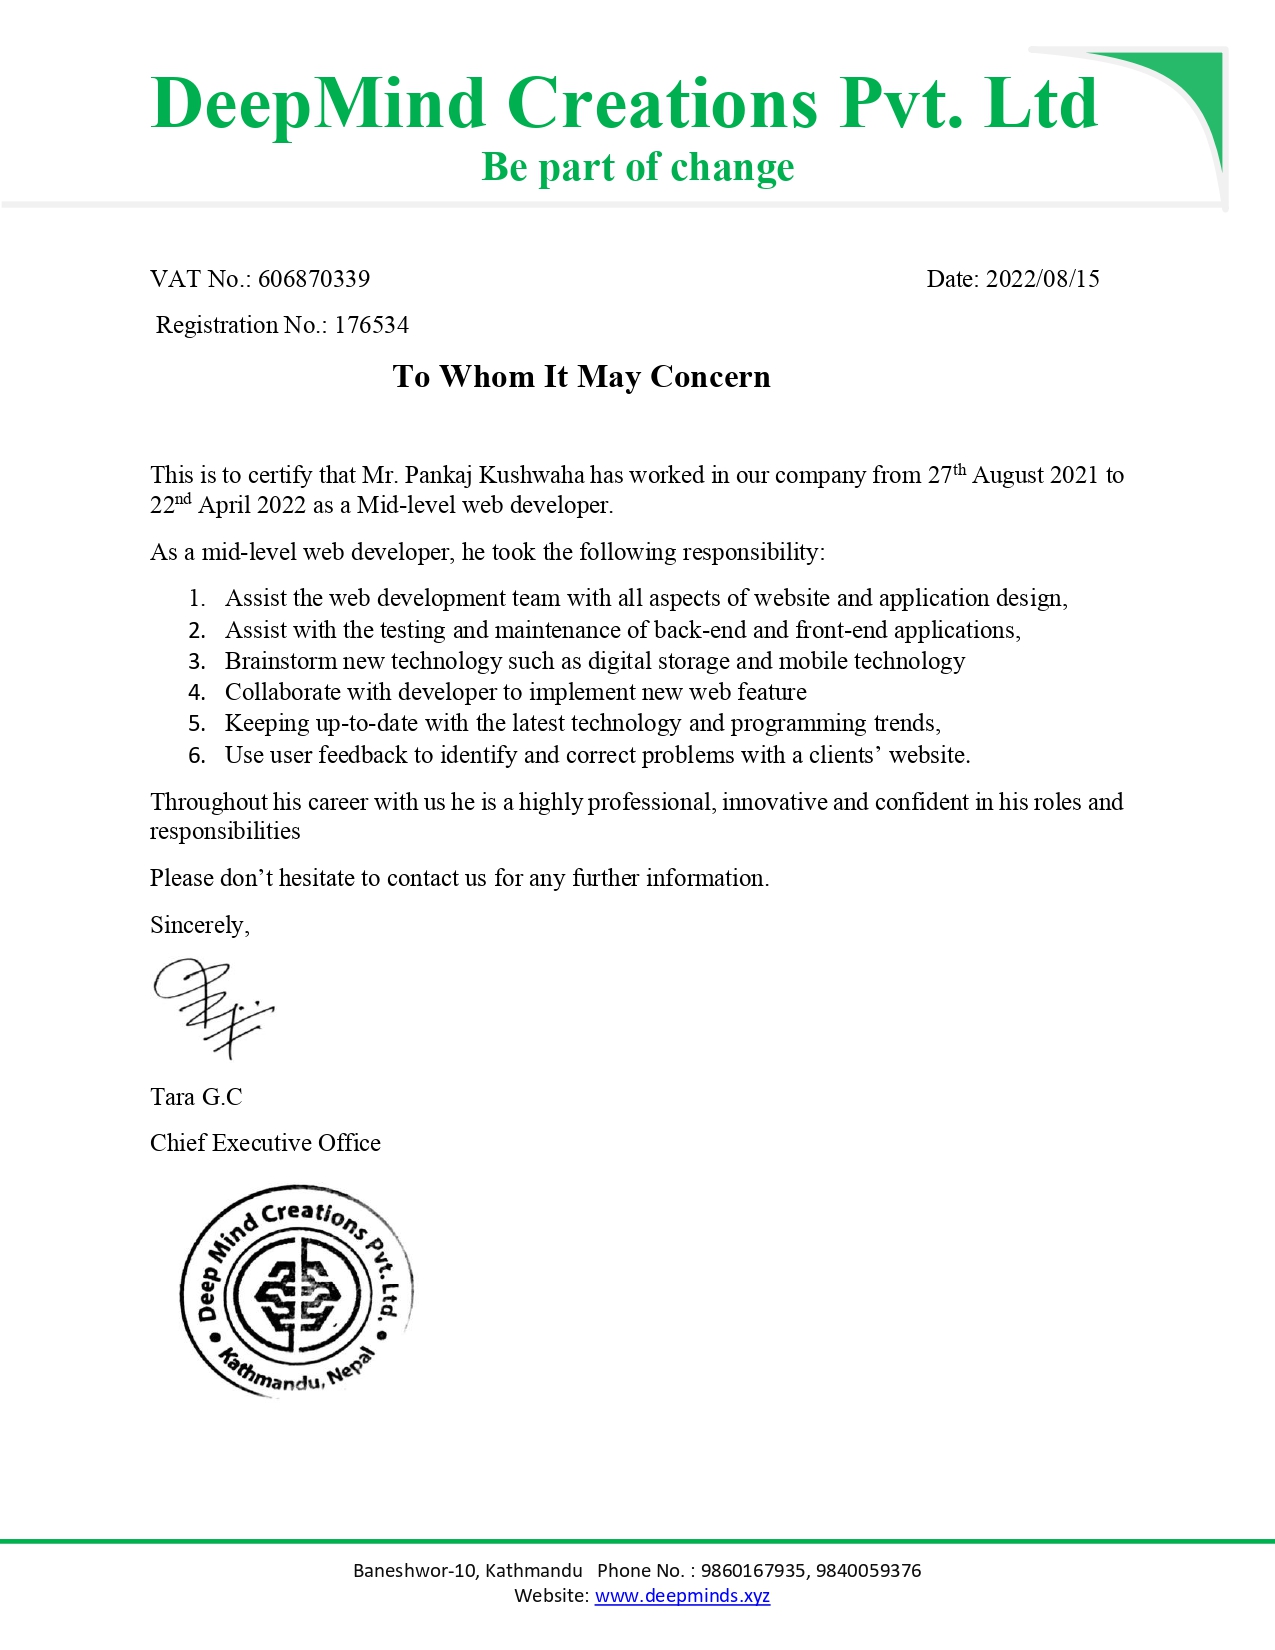 DeepMind Creations Pvt. Ltd
Be part of change
VAT No.: 606870339 Date: 2022/08/15
Registration No.: 176534
To Whom It May Concern
This is to certify that Mr. Pankaj Kushwaha has worked in our company from 27th August 2021 to
22nd April 2022 as a Mid-level web developer.
As a mid-level web developer, he took the following responsibility:
1. Assist the web development team with all aspects of website and application design,
2. Assist with the testing and maintenance of back-end and front-end applications,
3. Brainstorm new technology such as digital storage and mobile technology
4. Collaborate with developer to implement new web feature
5. Keeping up-to-date with the latest technology and programming trends,
6. Use user feedback to identify and correct problems with a clients’ website.
Throughout his career with us he is a highly professional, innovative and confident in his roles and
responsibilities
Please don’t hesitate to contact us for any further information.
Sincerely,
Tara G.C
Chief Executive Office
Deep Mind Creations Pvt. Ltd.
• Kathmandu, Nepal •
Baneshwor-10, Kathmandu Phone No. : 9860167935, 9840059376
Website: www.deepminds.xyz